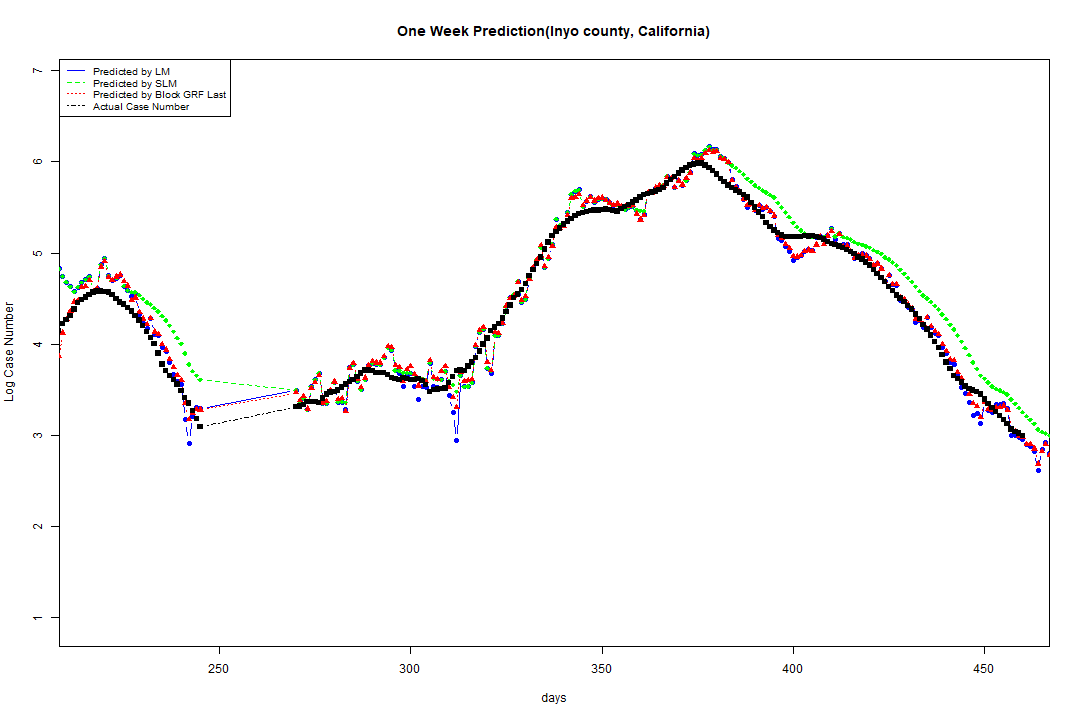 One Week Prediction(Inyo county, California)
Predicted by LM
Predicted by SLM
Predicted by Block GRF Last
Actual Case Number
7
6
5
4
3
2
1
Log Case Number
250 300 350 400 450
days